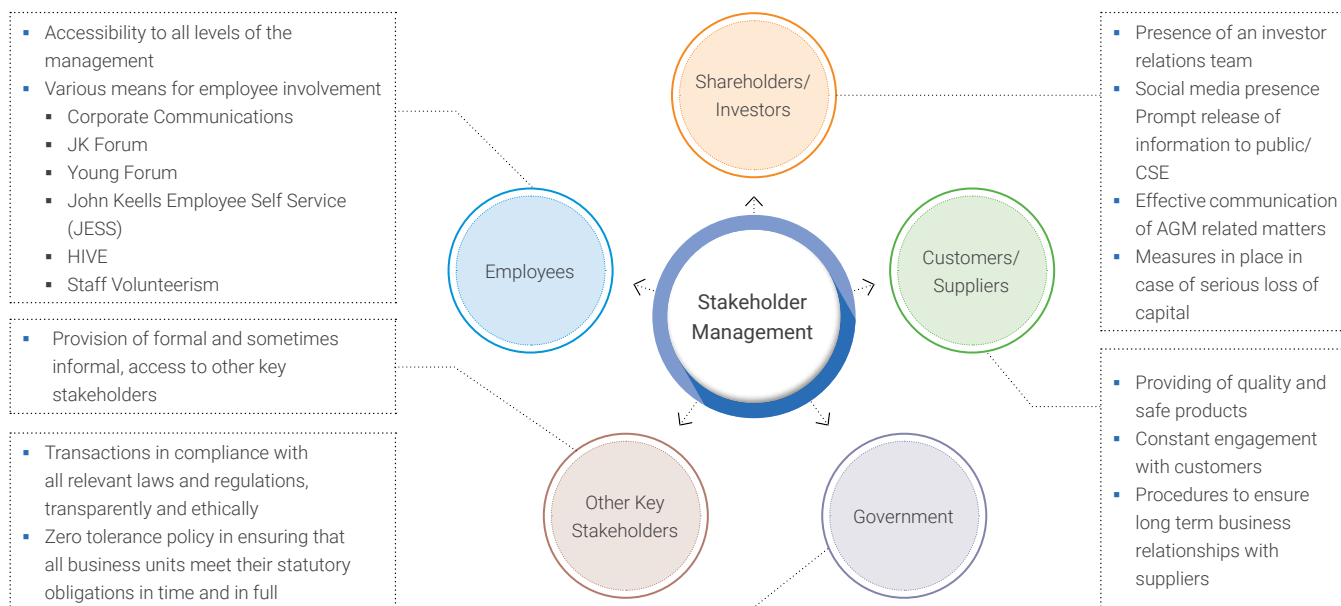 Accessibility to all levels of the
management
Various means for employee involvement
Corporate Communications
JK Forum
Young Forum
John Keells Employee Self Service
(JESS)
HIVE
Staff Volunteerism
Provision of formal and sometimes
informal, access to other key
stakeholders
Transactions in compliance with
all relevant laws and regulations,
transparently and ethically
Zero tolerance policy in ensuring that
all business units meet their statutory
obligations in time and in full
Shareholders/
Investors
Employees
Stakeholder
Management
Customers/
Suppliers
Other Key
Stakeholders
Government
Presence of an investor
relations team
Social media presence
Prompt release of
information to public/
CSE
Effective communication
of AGM related matters
Measures in place in
case of serious loss of
capital
Providing of quality and
safe products
Constant engagement
with customers
Procedures to ensure
long term business
relationships with
suppliers